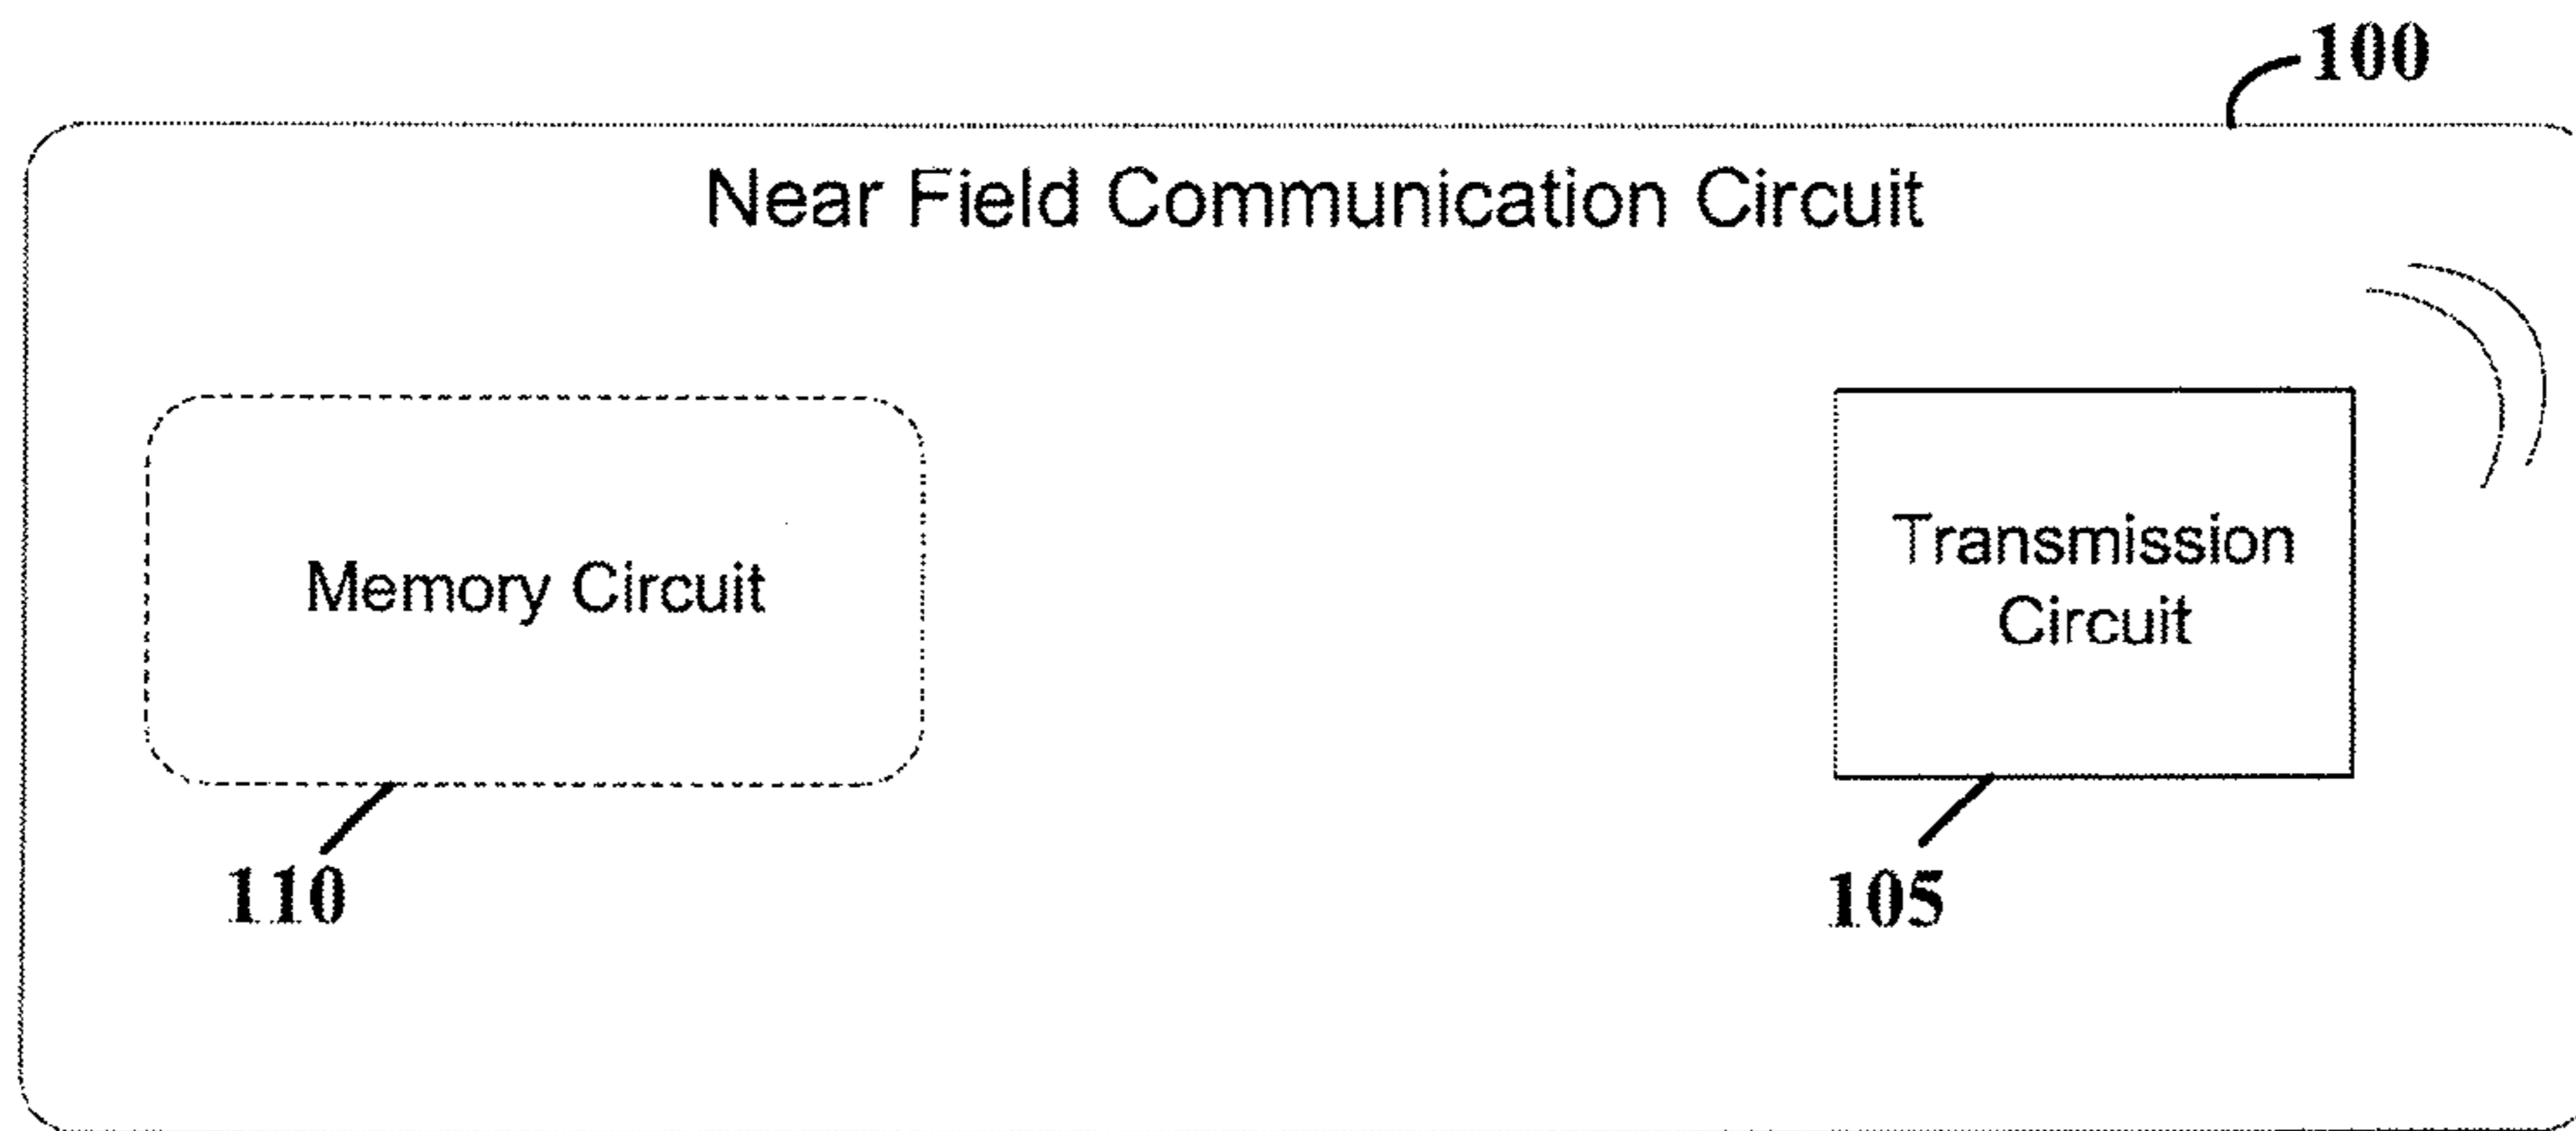 100
Near Field Communication Circuit
Memory Circuit
Transmission
Circuit
110
105